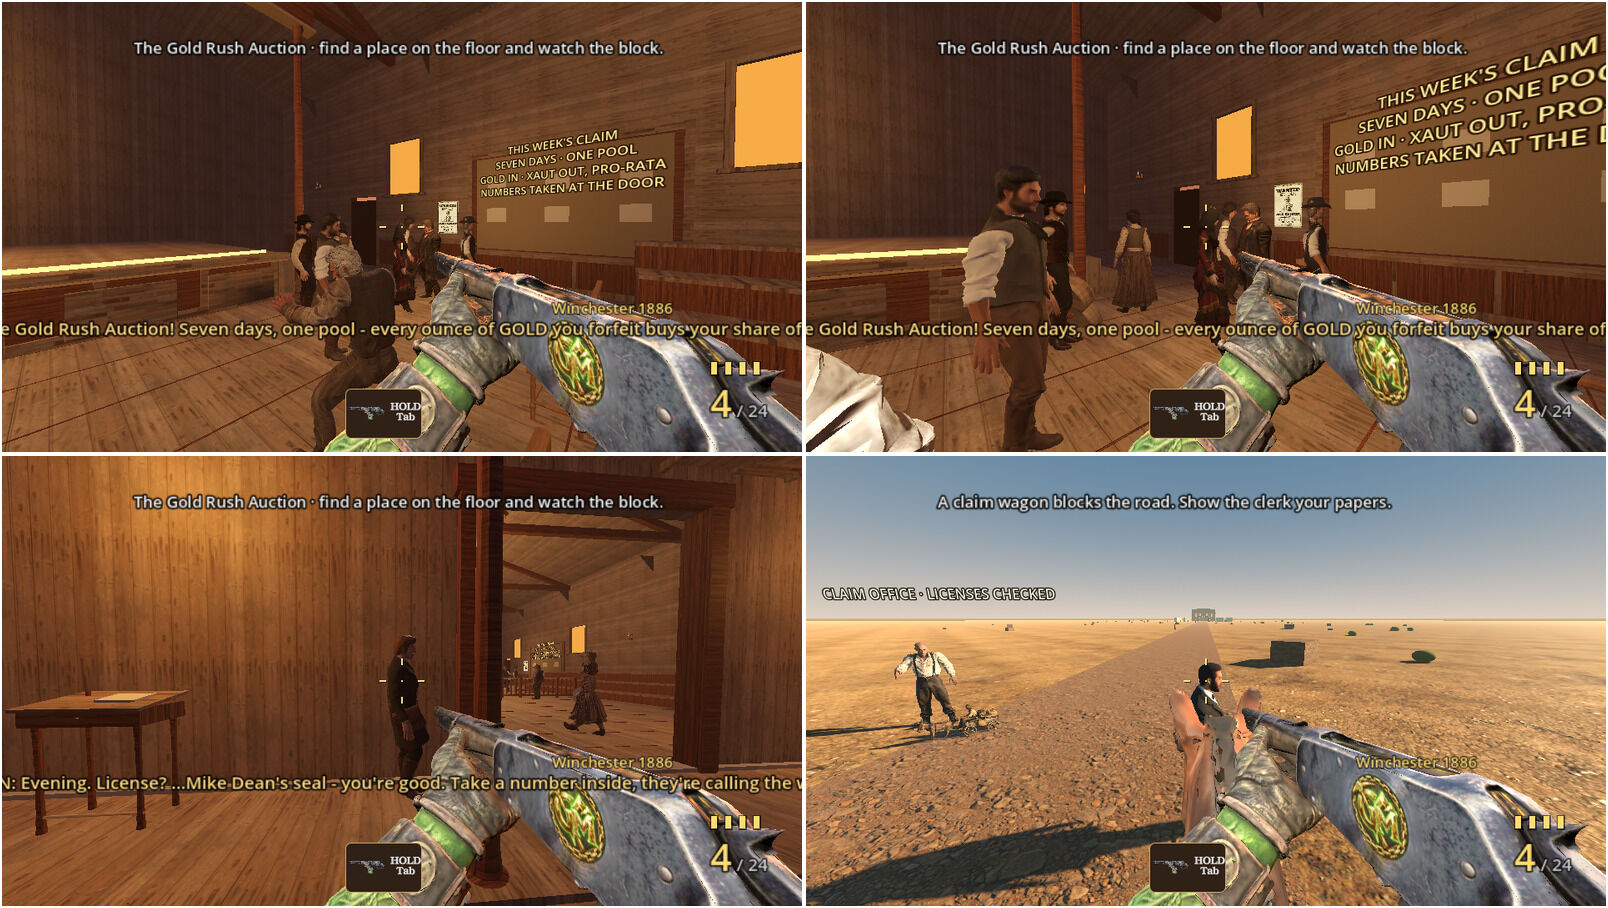 The Gold Rush Auction · find a place on the floor and watch the block.
THIS WEEK'S CLAIM
SEVEN DAYS · ONE POOL
GOLD IN · XAUT OUT, PRO-RATA
NUMBERS TAKEN AT THE DOOR
WANTED
Winchester 1886
e Gold Rush Auction! Seven days, one pool - every ounce of GOLD you forfeit buys your share of
HOLD
Tab
4 / 24
The Gold Rush Auction · find a place on the floor and watch the block.
THIS WEEK'S CLAIM
SEVEN DAYS · ONE POO
GOLD IN · XAUT OUT, PRO-
NUMBERS TAKEN AT THE D
WANTED
Winchester 1886
e Gold Rush Auction! Seven days, one pool - every ounce of GOLD you forfeit buys your share of
HOLD
Tab
4 / 24
The Gold Rush Auction · find a place on the floor and watch the block.
Winchester 1886
N: Evening. License? ...Mike Dean's seal - you're good. Take a number inside, they're calling the w
HOLD
Tab
4 / 24
A claim wagon blocks the road. Show the clerk your papers.
CLAIM OFFICE · LICENSES CHECKED
Winchester 1886
HOLD
Tab
4 / 24